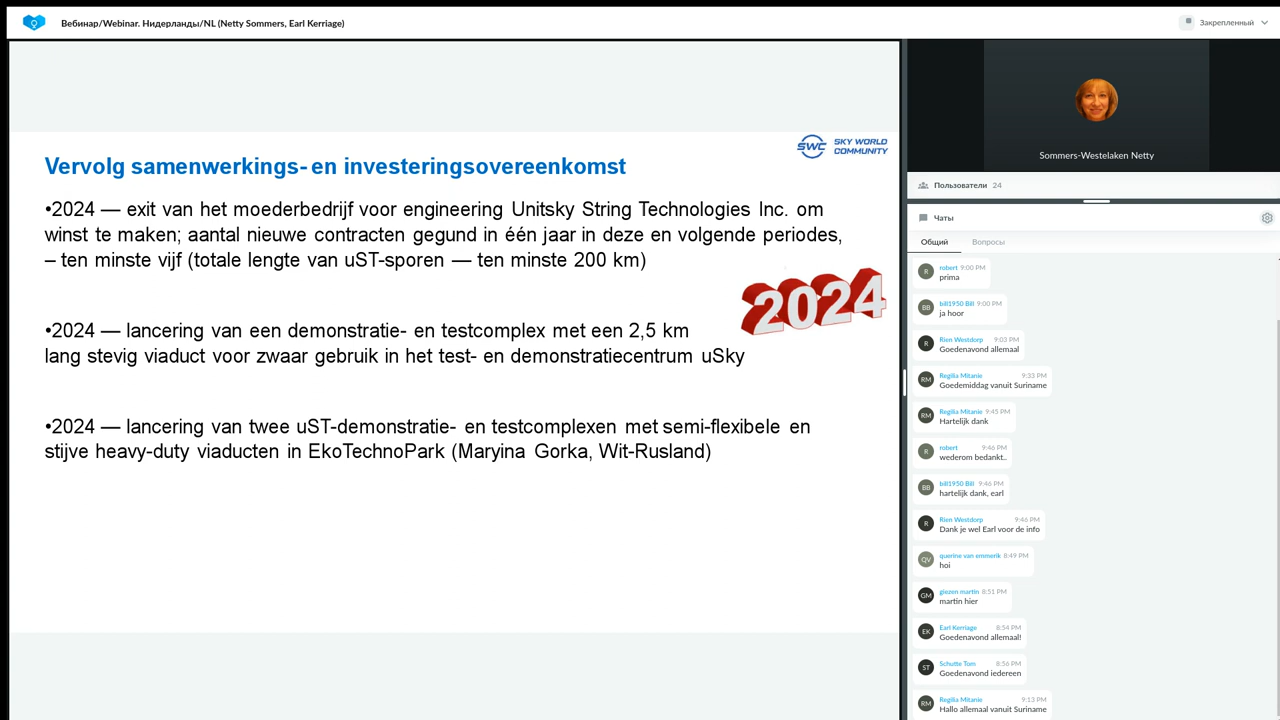 Вебинар/Webinar. Нидерланды/NL (Netty Sommers, Earl Kerriage)
Закрепленный
SWC SKY WORLD
COMMUNITY
Vervolg samenwerkings- en investeringsovereenkomst
•2024 — exit van het moederbedrijf voor engineering Unitsky String Technologies Inc. om
winst te maken; aantal nieuwe contracten gegund in één jaar in deze en volgende periodes,
– ten minste vijf (totale lengte van uST-sporen — ten minste 200 km)
2024
•2024 — lancering van een demonstratie- en testcomplex met een 2,5 km
lang stevig viaduct voor zwaar gebruik in het test- en demonstratiecentrum uSky
•2024 — lancering van twee uST-demonstratie- en testcomplexen met semi-flexibele en
stijve heavy-duty viaducten in EkoTechnoPark (Maryina Gorka, Wit-Rusland)
Sommers-Westelaken Netty
Пользователи 24
Чаты
Общий Вопросы
R robert 9:00 PM
prima
BB bill1950 Bill 9:00 PM
ja hoor
R Rien Westdorp 9:03 PM
Goedenavond allemaal
RM Regilia Mitanie 9:33 PM
Goedemiddag vanuit Suriname
RM Regilia Mitanie 9:45 PM
Hartelijk dank
R robert 9:46 PM
wederom bedankt..
BB bill1950 Bill 9:46 PM
hartelijk dank, earl
R Rien Westdorp 9:46 PM
Dank je wel Earl voor de info
QV querine van emmerik 8:49 PM
hoi
GM giezen martin 8:51 PM
martin hier
EK Earl Kerriage 8:54 PM
Goedenavond allemaal!
ST Schutte Tom 8:56 PM
Goedenavond iedereen
RM Regilia Mitanie 9:13 PM
Hallo allemaal vanuit Suriname